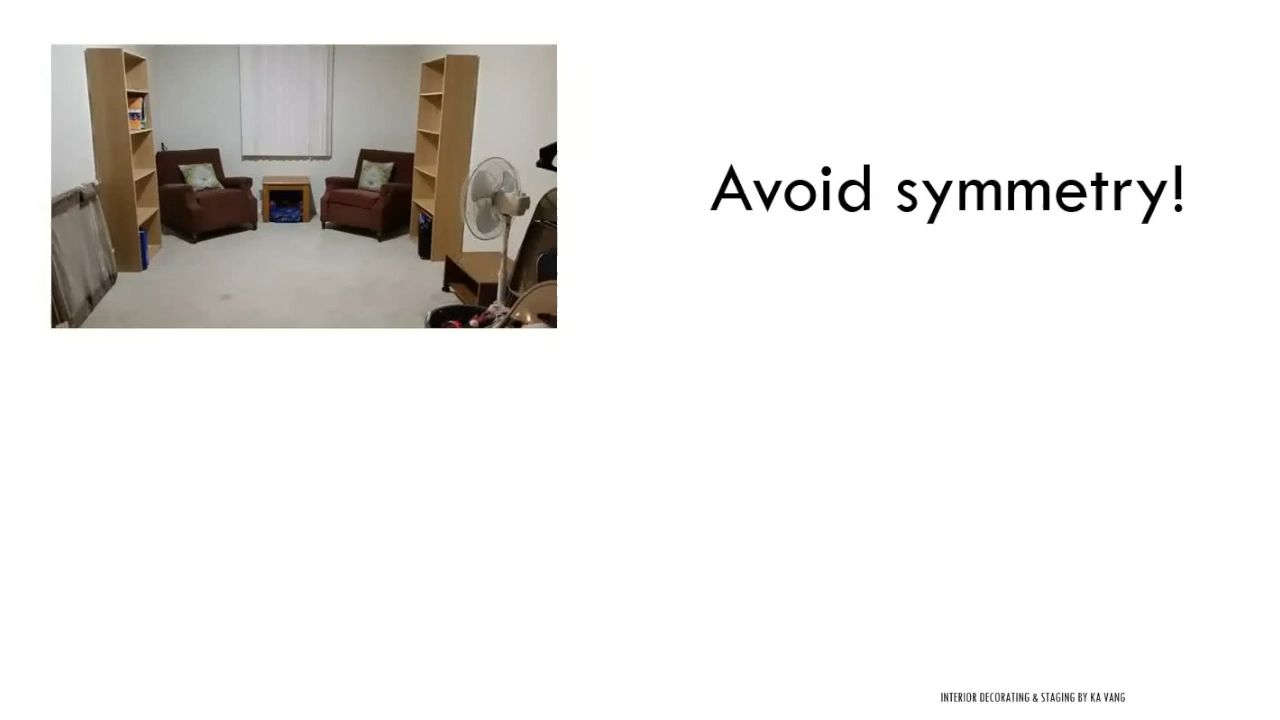 Avoid symmetry!
INTERIOR DECORATING & STAGING BY KA VANG